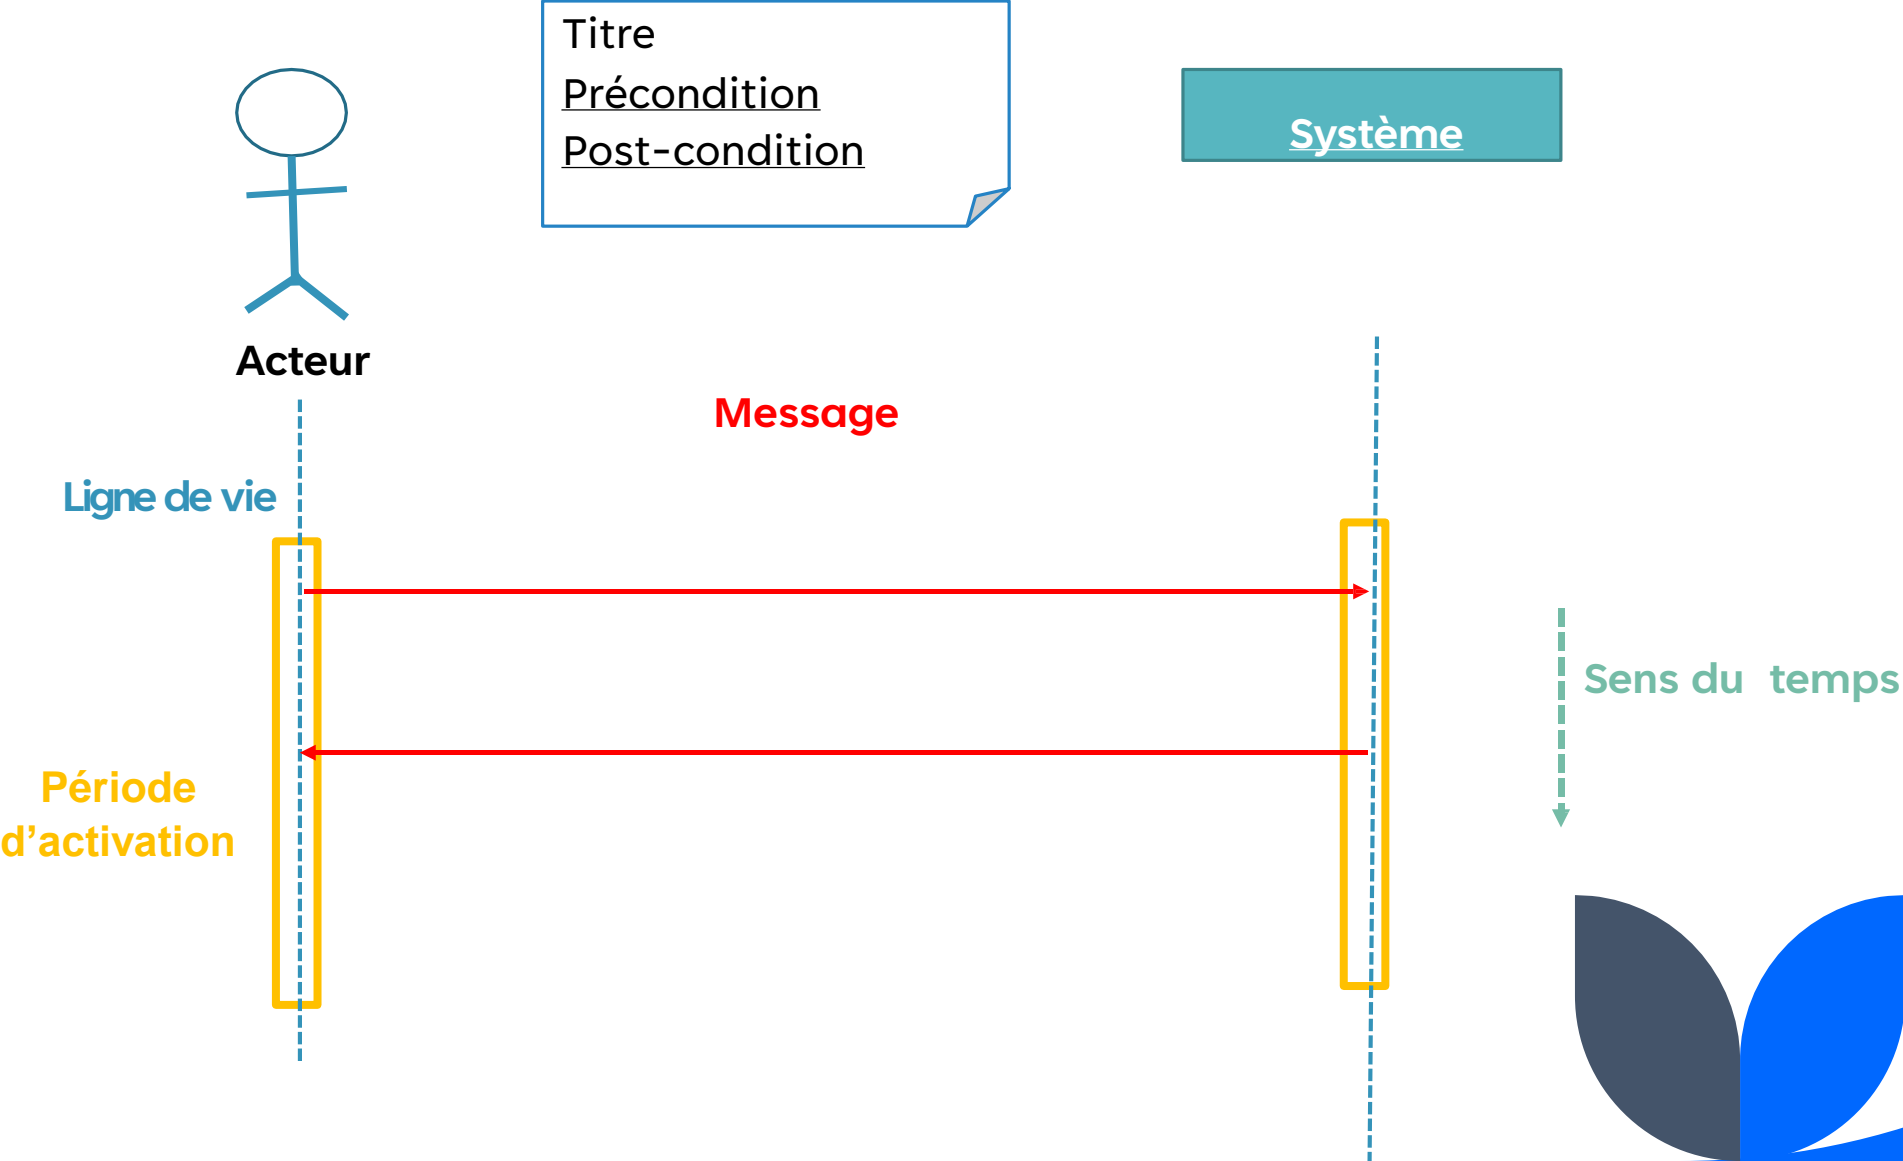 Titre
Précondition
Post-condition
Système
Acteur
Message
Ligne de vie
Sens du temps
Période
d’activation